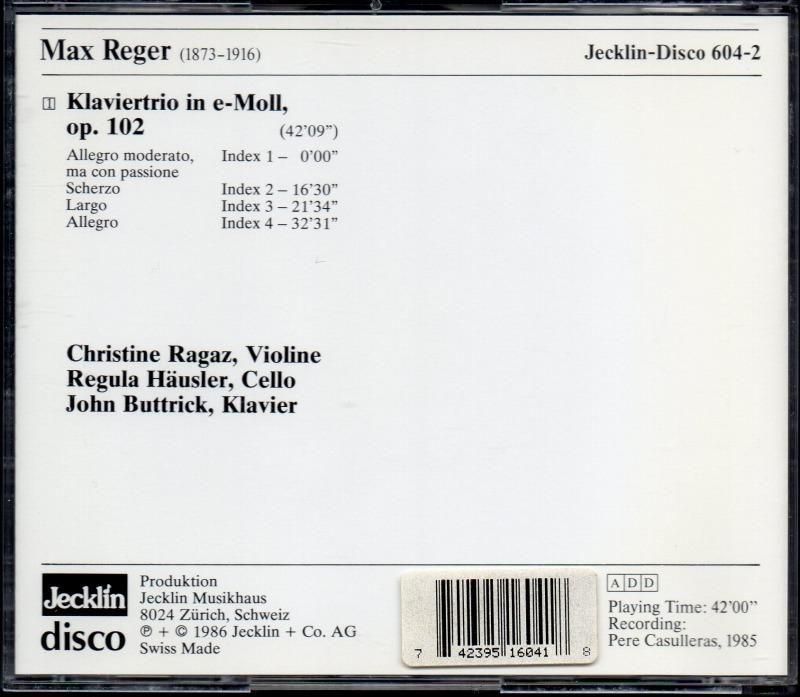 Max Reger (1873–1916)
Jecklin-Disco 604-2
1 Klaviertrio in e-Moll,
op. 102 (42'09”)
Allegro moderato, Index 1 – 0'00”
ma con passione
Scherzo Index 2 – 16'30”
Largo Index 3 – 21'34”
Allegro Index 4 – 32'31”
Christine Ragaz, Violine
Regula Häusler, Cello
John Buttrick, Klavier
Jecklin
disco
Produktion
Jecklin Musikhaus
8024 Zürich, Schweiz
℗ + © 1986 Jecklin + Co. AG
Swiss Made
7 42395 16041 8
ADD
Playing Time: 42'00”
Recording:
Pere Casulleras, 1985